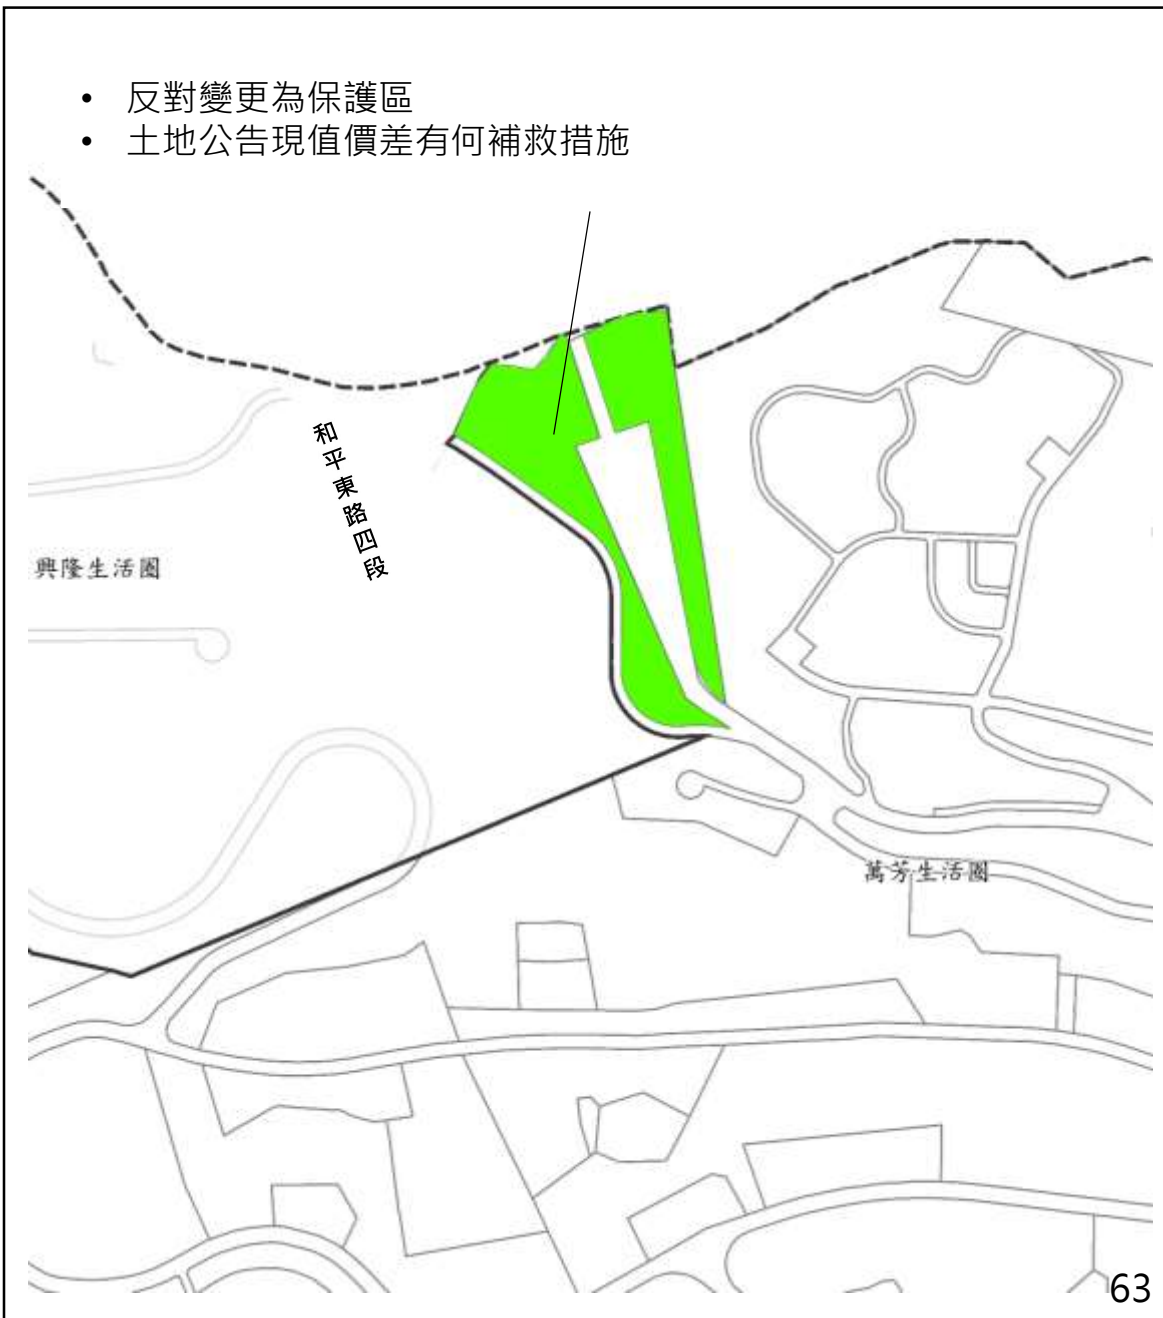 • 反對變更為保護區
• 土地公告現值價差有何補救措施
和平東路四段
興隆生活圈
萬芳生活圈
63